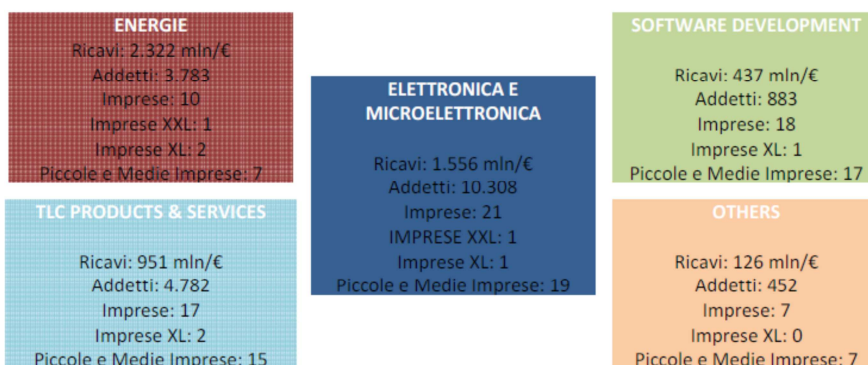 ENERGIE
Ricavi: 2.322 mln/€
Addetti: 3.783
Imprese: 10
Imprese XXL: 1
Imprese XL: 2
Piccole e Medie Imprese: 7
TLC PRODUCTS & SERVICES
Ricavi: 951 mln/€
Addetti: 4.782
Imprese: 17
Imprese XL: 2
Piccole e Medie Imprese: 15
ELETTRONICA E
MICROELETTRONICA
Ricavi: 1.556 mln/€
Addetti: 10.308
Imprese: 21
IMPRESE XXL: 1
Imprese XL: 1
Piccole e Medie Imprese: 19
SOFTWARE DEVELOPMENT
Ricavi: 437 mln/€
Addetti: 883
Imprese: 18
Imprese XL: 1
Piccole e Medie Imprese: 17
OTHERS
Ricavi: 126 mln/€
Addetti: 452
Imprese: 7
Imprese XL: 0
Piccole e Medie Imprese: 7